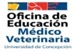 Oficina de
Educación
Médico
Veterinaria
Universidad de Concepción